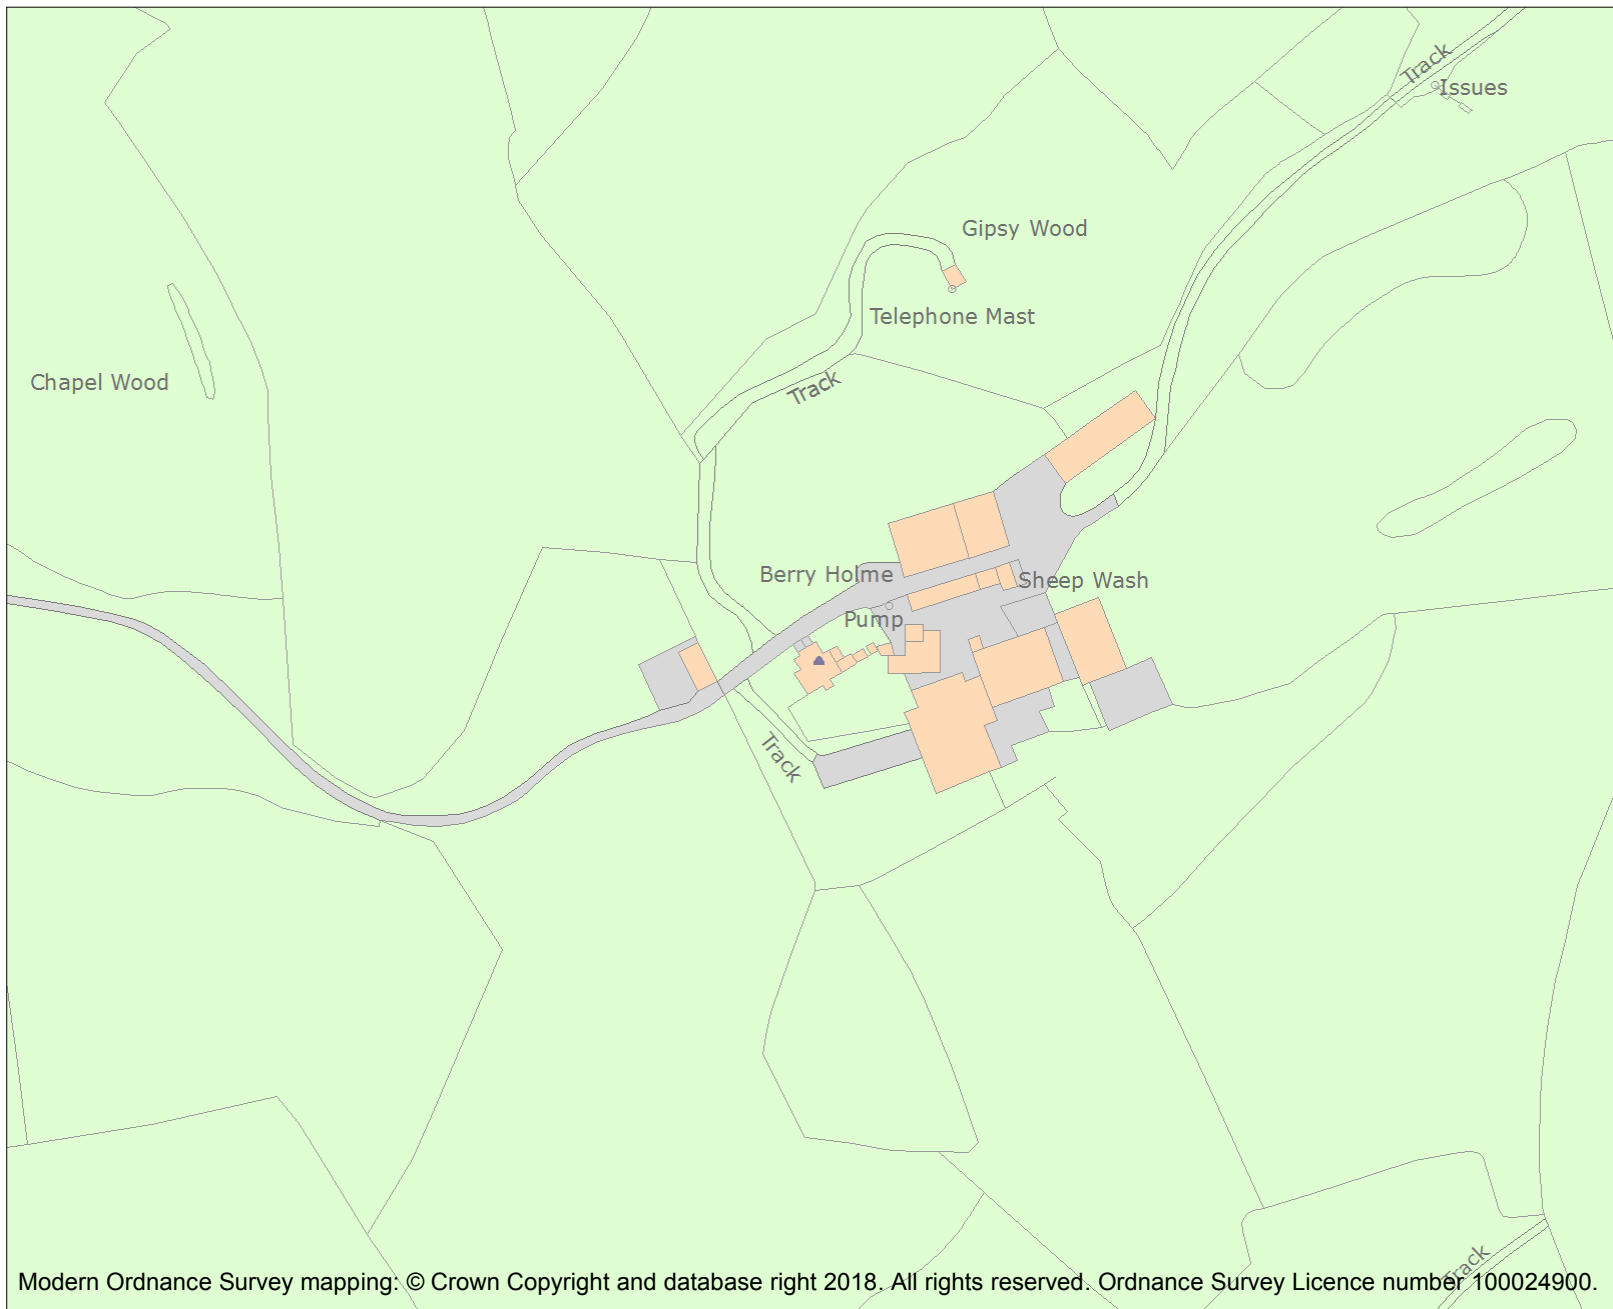 Track
Issues
Gipsy Wood
Telephone Mast
Chapel Wood
Track
Berry Holme
Sheep Wash
Pump
Track
Track
Modern Ordnance Survey mapping: © Crown Copyright and database right 2018. All rights reserved. Ordnance Survey Licence number 100024900.